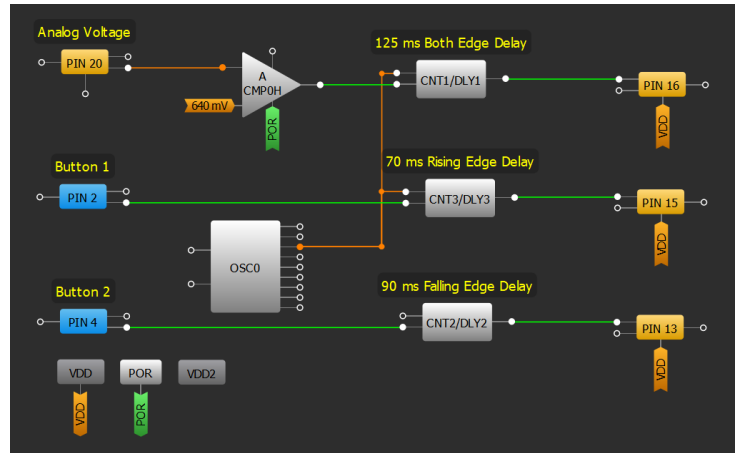 Analog Voltage
125 ms Both Edge Delay
PIN 20
A
CMP0H
CNT1/DLY1
PIN 16
640 mV
POR
VDD
Button 1
70 ms Rising Edge Delay
PIN 2
CNT3/DLY3
PIN 15
VDD
OSC0
Button 2
90 ms Falling Edge Delay
PIN 4
CNT2/DLY2
PIN 13
VDD
POR
VDD2
VDD
VDD
POR